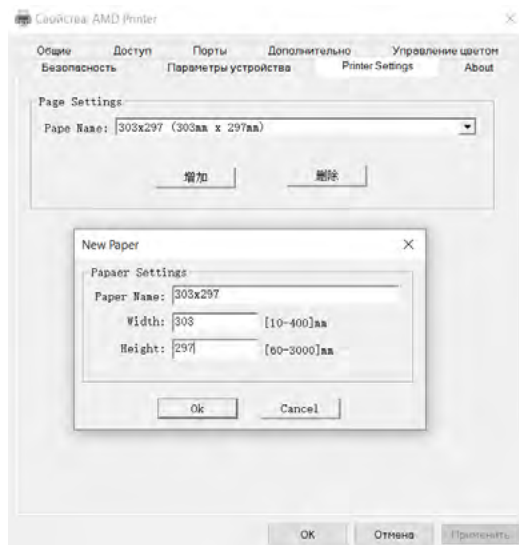 Свойства: AMD Printer
Общие Доступ Порты Дополнительно Управление цветом
Безопасность Параметры устройства Printer Settings About
Page Settings
Pape Name: 303x297 (303mm x 297mm)
增加 删除
New Paper
Papaer Settings
Paper Name: 303x297
Width: 303 [10-400]mm
Height: 297 [60-3000]mm
Ok Cancel
OK Отмена Применить